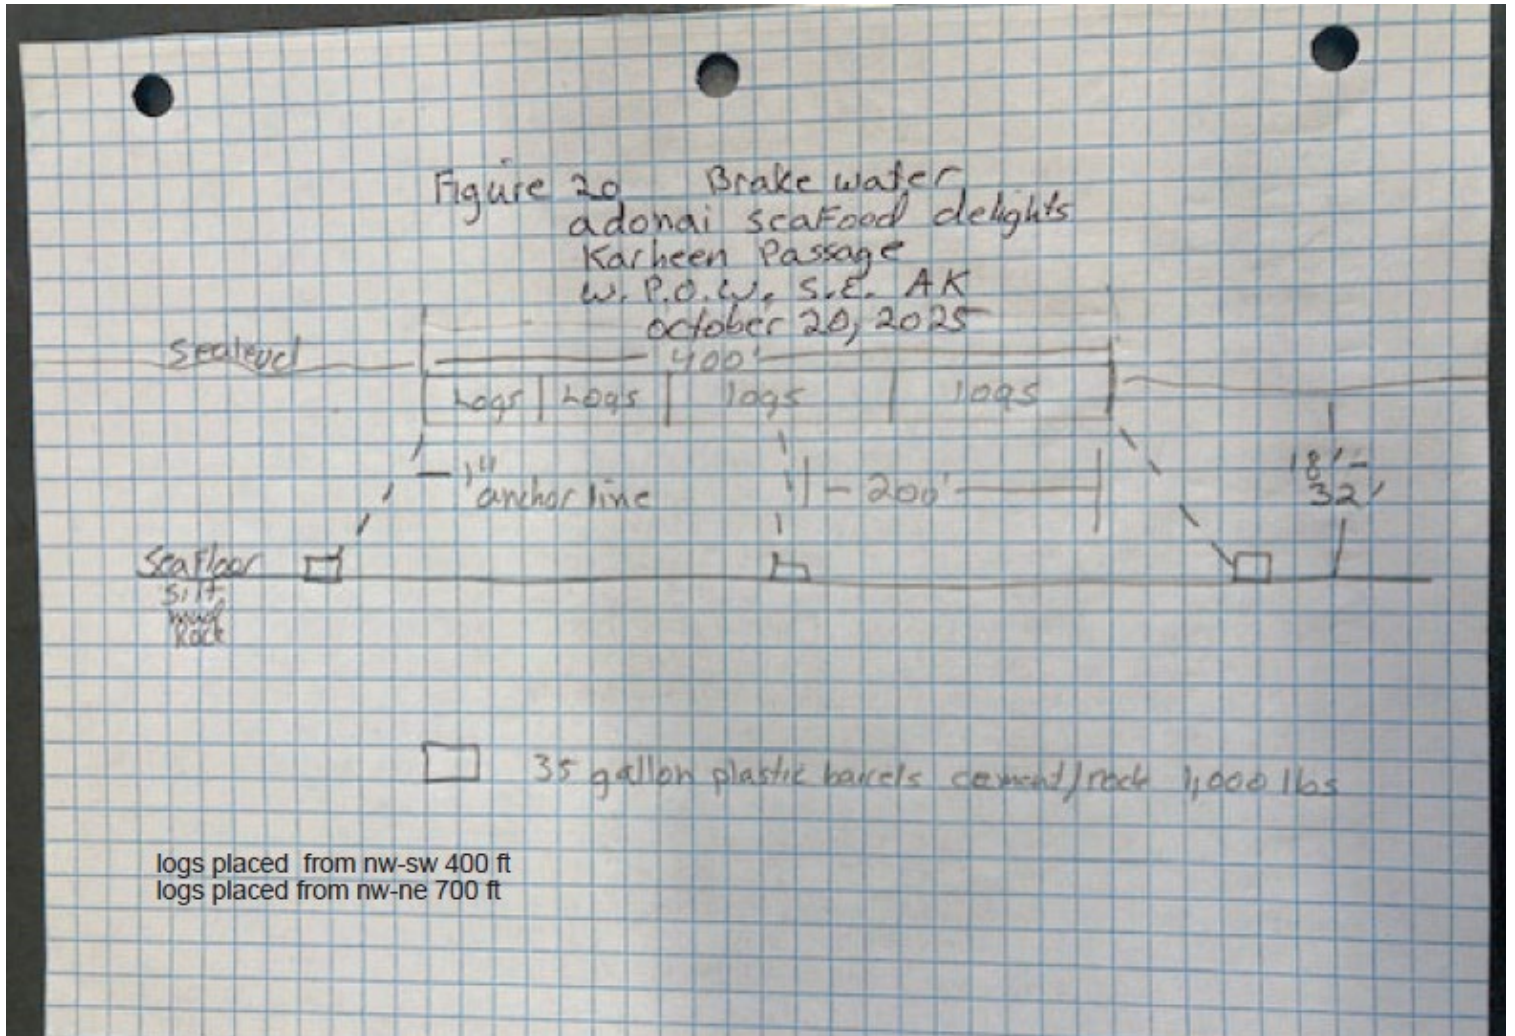 Figure 20 Brake water
adonai seaFood delights
Karheen Passage
W. P.O.W. S.E. AK
october 20, 2025
Sealevel
400'
Logs Logs logs logs
1" anchor line
200'
18'-
32'
Seafloor
Silt
mud
Rock
35 gallon plastic barrels cement/rock 1,000 lbs
logs placed from nw-sw 400 ft
logs placed from nw-ne 700 ft